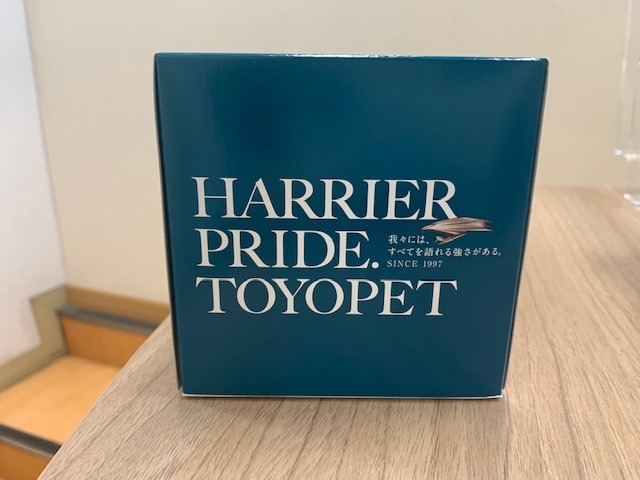 HARRIER
PRIDE.
我々には、
すべてを語れる強さがある。
SINCE 1997
TOYOPET